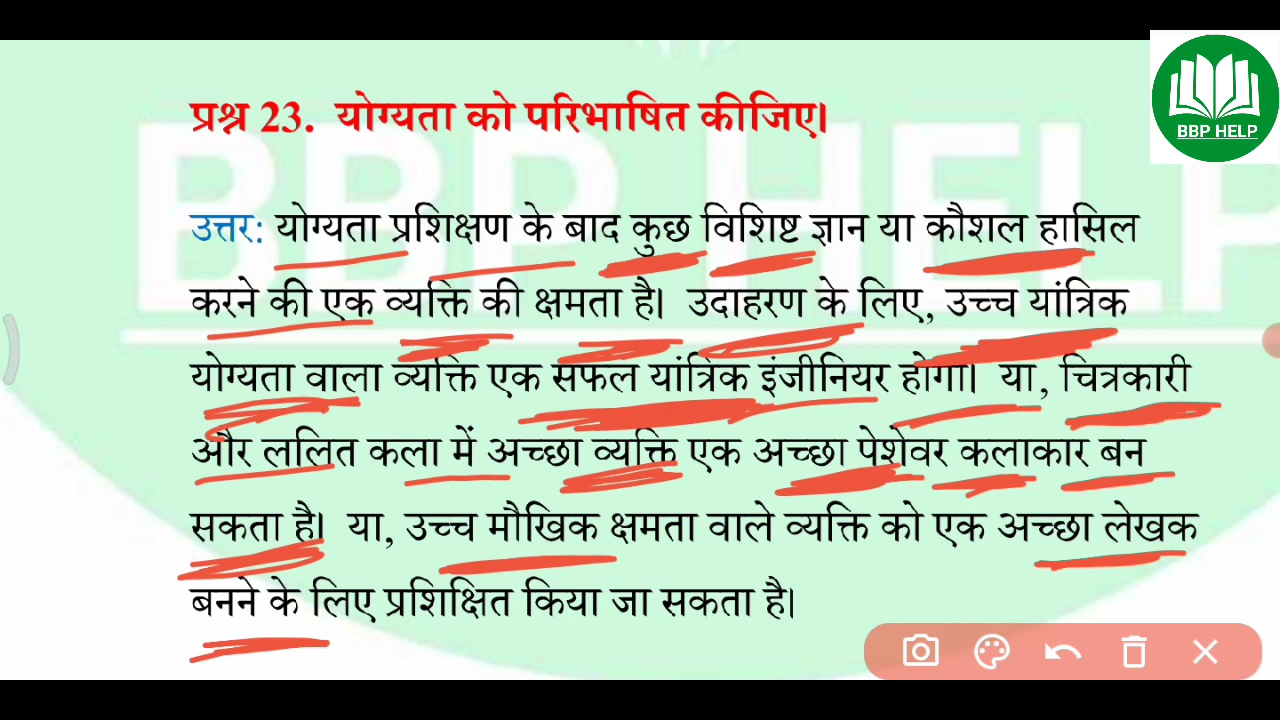 BBP HELP
प्रश्न 23. योग्यता को परिभाषित कीजिए।
उत्तर: योग्यता प्रशिक्षण के बाद कुछ विशिष्ट ज्ञान या कौशल हासिल
करने की एक व्यक्ति की क्षमता है। उदाहरण के लिए, उच्च यांत्रिक
योग्यता वाला व्यक्ति एक सफल यांत्रिक इंजीनियर होगा। या, चित्रकारी
और ललित कला में अच्छा व्यक्ति एक अच्छा पेशेवर कलाकार बन
सकता है। या, उच्च मौखिक क्षमता वाले व्यक्ति को एक अच्छा लेखक
बनने के लिए प्रशिक्षित किया जा सकता है।
BBP HELP